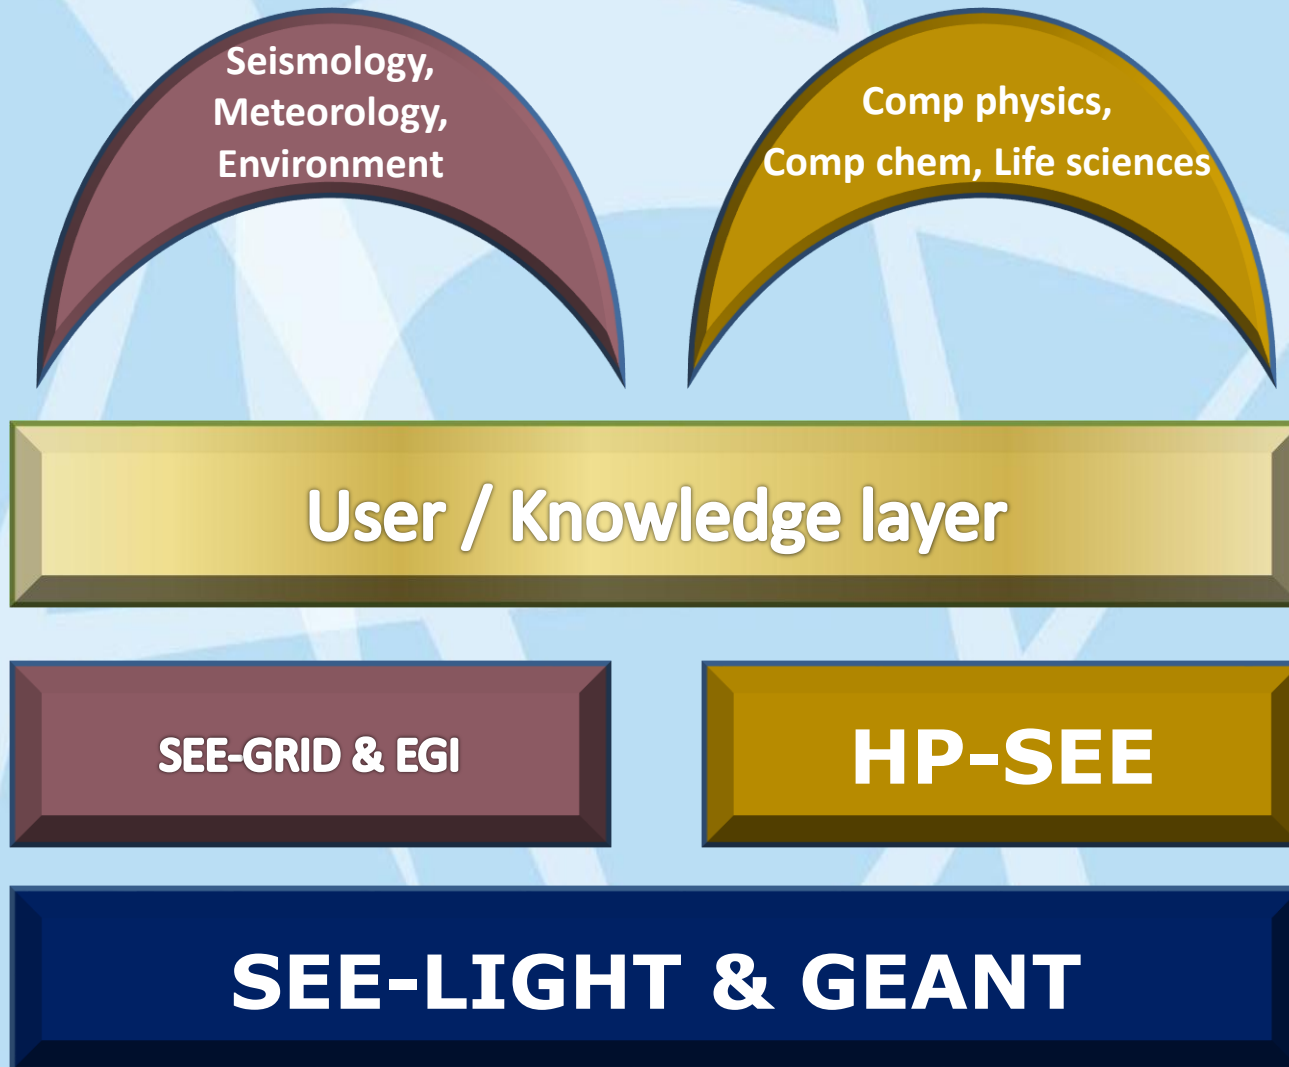 Seismology,
Meteorology,
Environment
Comp physics,
Comp chem, Life sciences
User / Knowledge layer
SEE-GRID & EGI
HP-SEE
SEE-LIGHT & GEANT